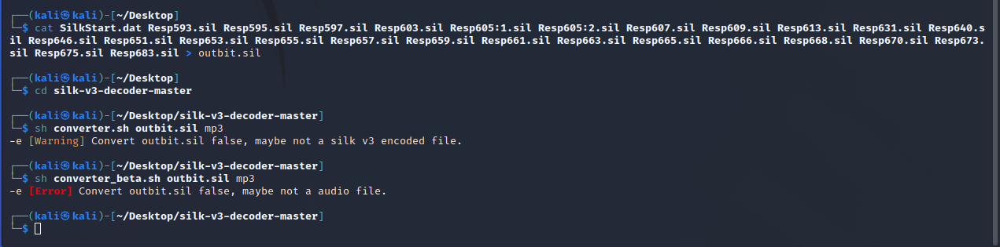 ┌──(kali㉿kali)-[~/Desktop]
└─$ cat SilkStart.dat Resp593.sil Resp595.sil Resp597.sil Resp603.sil Resp605:1.sil Resp605:2.sil Resp607.sil Resp609.sil Resp613.sil Resp631.sil Resp640.s
il Resp646.sil Resp651.sil Resp653.sil Resp655.sil Resp657.sil Resp659.sil Resp661.sil Resp663.sil Resp665.sil Resp666.sil Resp668.sil Resp670.sil Resp673.
sil Resp675.sil Resp683.sil > outbit.sil
┌──(kali㉿kali)-[~/Desktop]
└─$ cd silk-v3-decoder-master
┌──(kali㉿kali)-[~/Desktop/silk-v3-decoder-master]
└─$ sh converter.sh outbit.sil mp3
-e [Warning] Convert outbit.sil false, maybe not a silk v3 encoded file.
┌──(kali㉿kali)-[~/Desktop/silk-v3-decoder-master]
└─$ sh converter_beta.sh outbit.sil mp3
-e [Error] Convert outbit.sil false, maybe not a audio file.
┌──(kali㉿kali)-[~/Desktop/silk-v3-decoder-master]
└─$